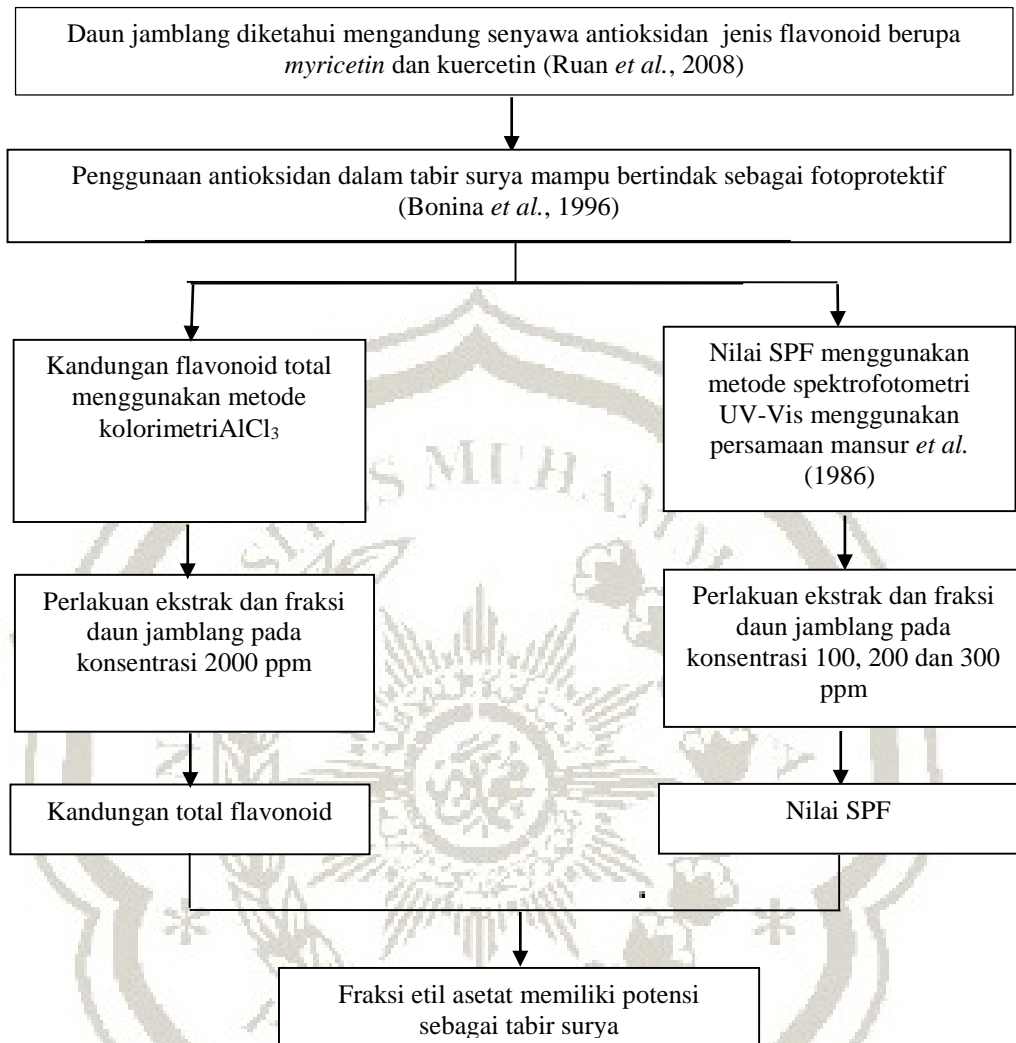 Daun jamblang diketahui mengandung senyawa antioksidan jenis flavonoid berupa
myricetin dan kuercetin (Ruan et al., 2008)
Penggunaan antioksidan dalam tabir surya mampu bertindak sebagai fotoprotektif
(Bonina et al., 1996)
Kandungan flavonoid total
menggunakan metode
kolorimetriAlCl₃
Nilai SPF menggunakan
metode spektrofotometri
UV-Vis menggunakan
persamaan mansur et al.
(1986)
Perlakuan ekstrak dan fraksi
daun jamblang pada
konsentrasi 2000 ppm
Perlakuan ekstrak dan fraksi
daun jamblang pada
konsentrasi 100, 200 dan 300
ppm
Kandungan total flavonoid
Nilai SPF
Fraksi etil asetat memiliki potensi
sebagai tabir surya